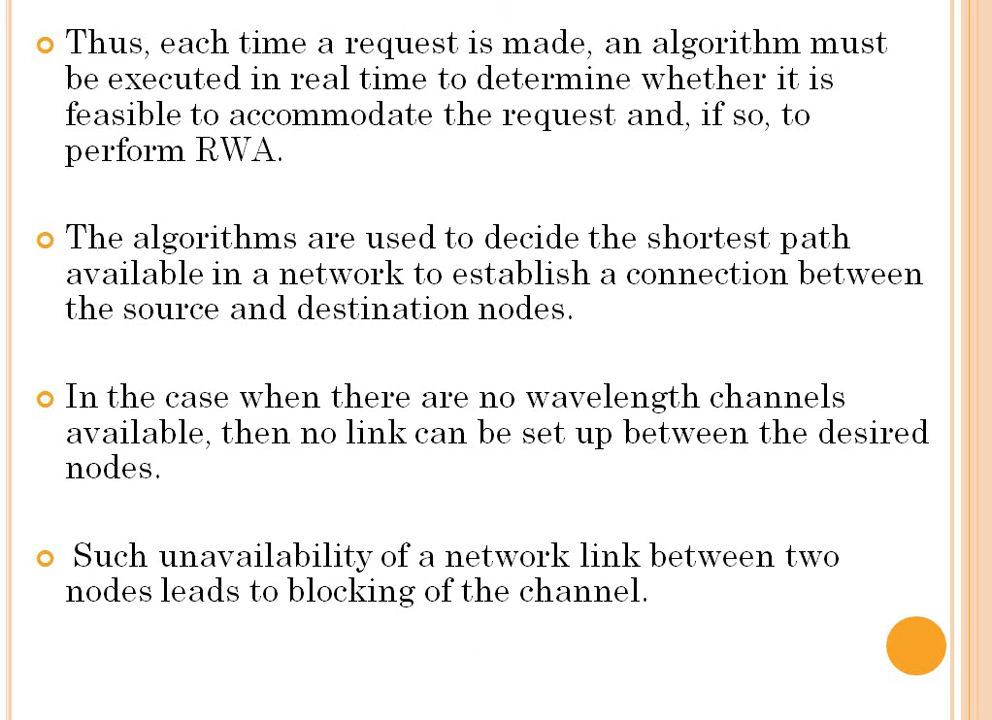 Thus, each time a request is made, an algorithm must
be executed in real time to determine whether it is
feasible to accommodate the request and, if so, to
perform RWA.
The algorithms are used to decide the shortest path
available in a network to establish a connection between
the source and destination nodes.
In the case when there are no wavelength channels
available, then no link can be set up between the desired
nodes.
Such unavailability of a network link between two
nodes leads to blocking of the channel.